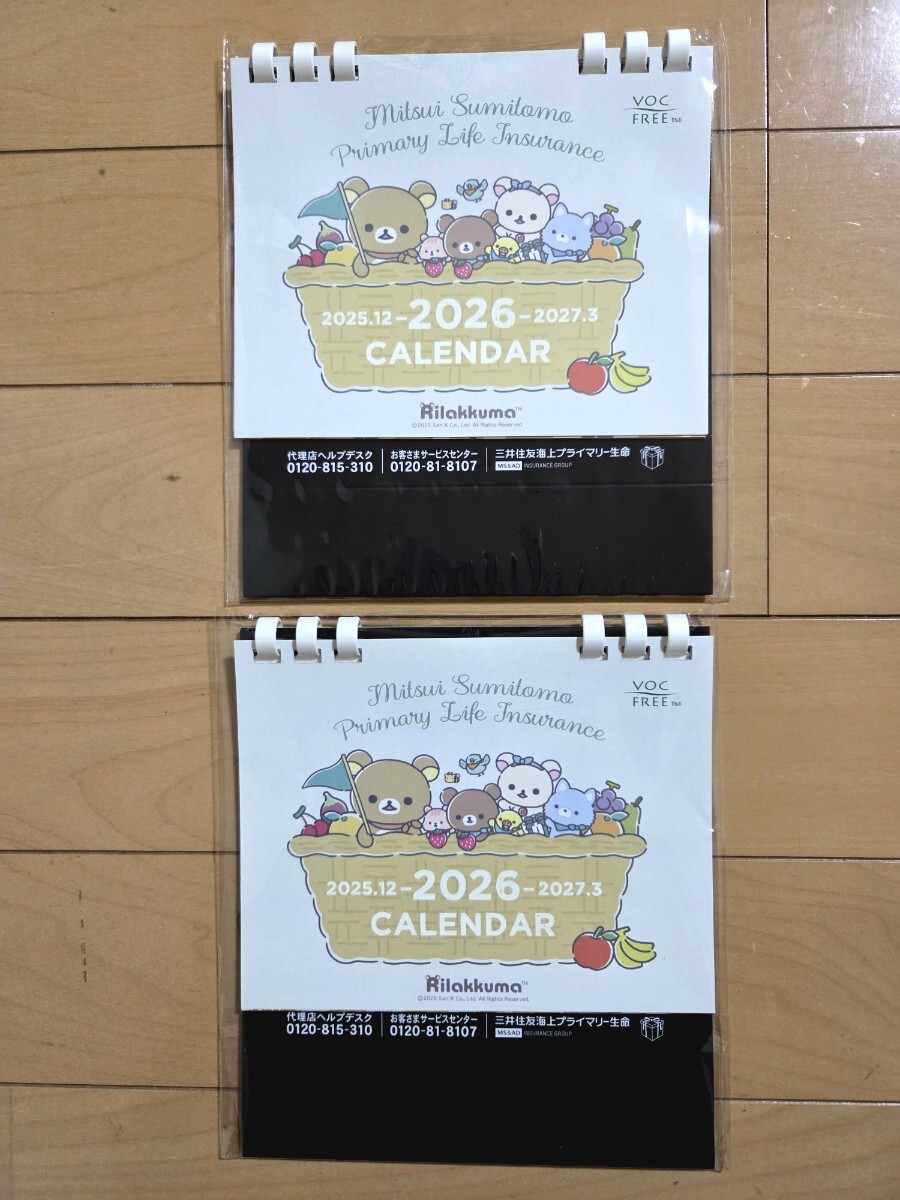 Mitsui Sumitomo
Primary Life Insurance
VOC
FREE
2025.12-2026-2027.3
CALENDAR
Rilakkuma™
©2025 San-X Co., Ltd. All Rights Reserved.
代理店ヘルプデスク
0120-815-310
お客さまサービスセンター
0120-81-8107
三井住友海上プライマリー生命
MS&AD INSURANCE GROUP
Mitsui Sumitomo
Primary Life Insurance
VOC
FREE
2025.12-2026-2027.3
CALENDAR
Rilakkuma™
©2025 San-X Co., Ltd. All Rights Reserved.
代理店ヘルプデスク
0120-815-310
お客さまサービスセンター
0120-81-8107
三井住友海上プライマリー生命
MS&AD INSURANCE GROUP